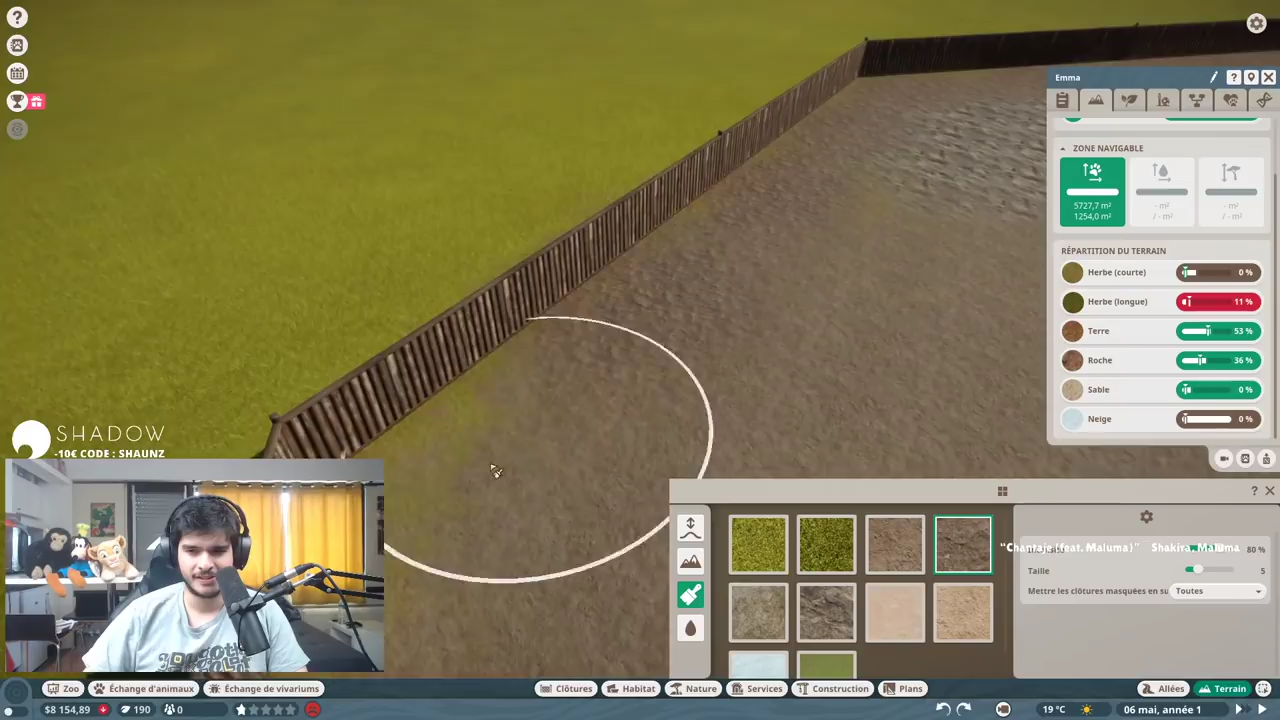 Emma
ZONE NAVIGABLE
5727,7 m²
1254,0 m²
- m²
/ - m²
- m²
/ - m²
RÉPARTITION DU TERRAIN
Herbe (courte) 0 %
Herbe (longue) 11 %
Terre 53 %
Roche 36 %
Sable 0 %
Neige 0 %
SHADOW
-10€ CODE : SHAUNZ
"Chantaje (feat. Maluma)" Shakira, Maluma
80 %
Taille 5
Mettre les clôtures masquées en su Toutes
Zoo
Échange d'animaux
Échange de vivariums
Clôtures
Habitat
Nature
Services
Construction
Plans
Allées
Terrain
$8 154,89
190
0
19 °C
06 mai, année 1